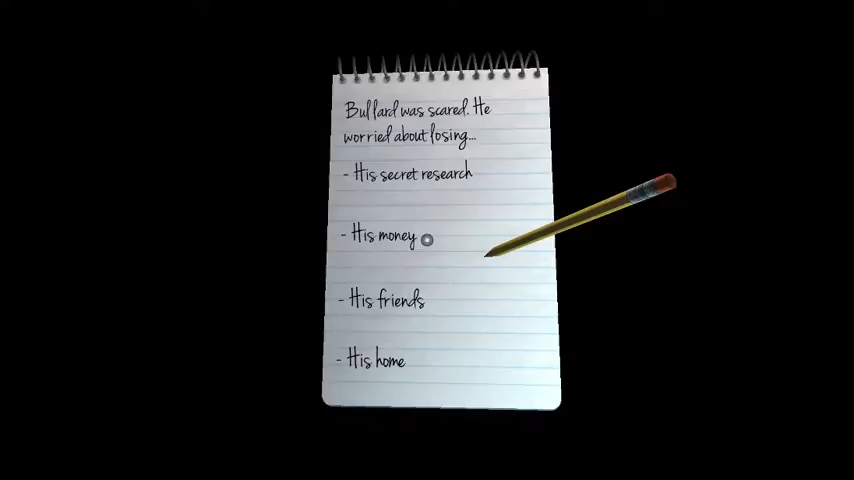 Bullard was scared. He
worried about losing...
- His secret research
- His money
- His friends
- His home